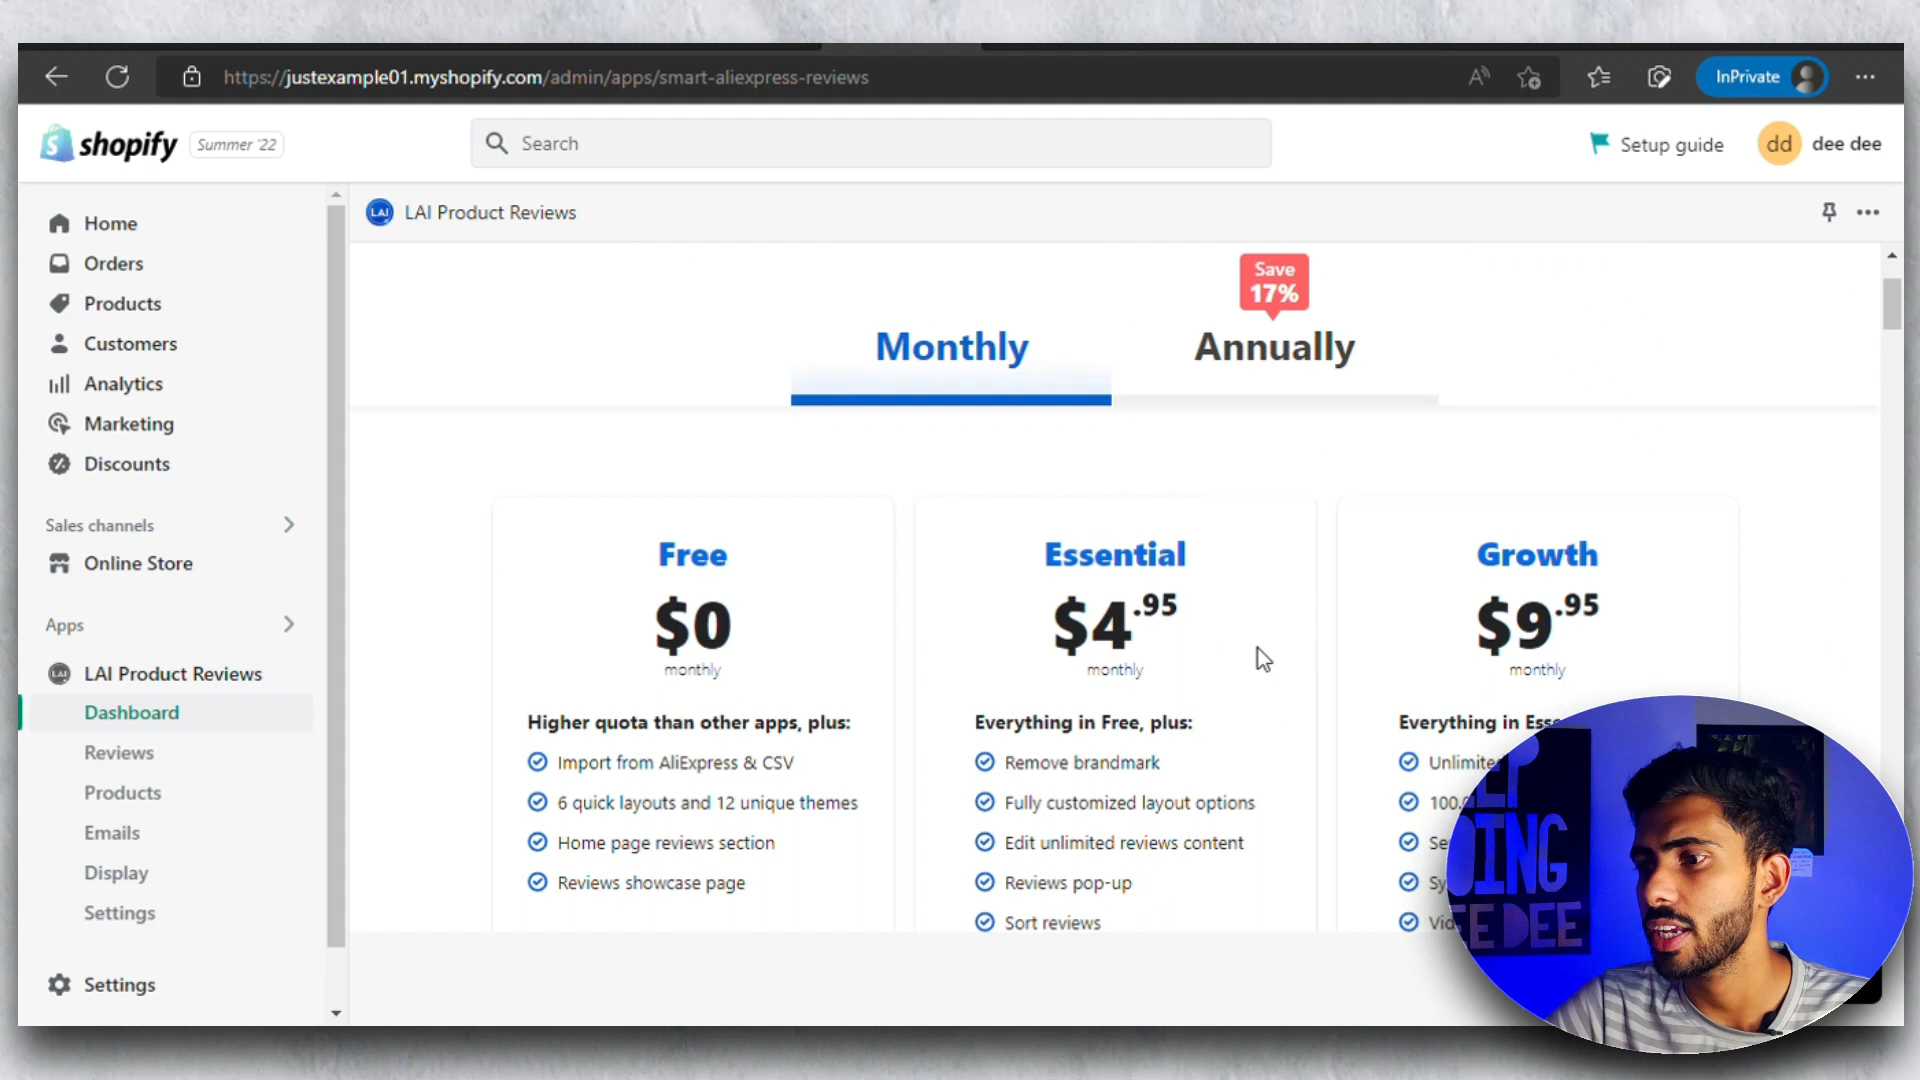 https://justexample01.myshopify.com/admin/apps/smart-aliexpress-reviews
InPrivate
shopify
Summer '22
Search
Setup guide
dd
dee dee
Home
Orders
Products
Customers
Analytics
Marketing
Discounts
Sales channels
Online Store
Apps
LAI Product Reviews
Dashboard
Reviews
Products
Emails
Display
Settings
Settings
LAI
LAI Product Reviews
Save
17%
Monthly
Annually
Free
$0
monthly
Higher quota than other apps, plus:
Import from AliExpress & CSV
6 quick layouts and 12 unique themes
Home page reviews section
Reviews showcase page
Essential
$4.95
monthly
Everything in Free, plus:
Remove brandmark
Fully customized layout options
Edit unlimited reviews content
Reviews pop-up
Sort reviews
Growth
$9.95
monthly
Everything in
DEE